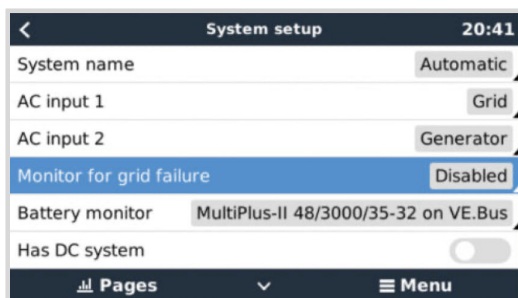 System setup 20:41
System name Automatic
AC input 1 Grid
AC input 2 Generator
Monitor for grid failure Disabled
Battery monitor MultiPlus-II 48/3000/35-32 on VE.Bus
Has DC system
Pages Menu